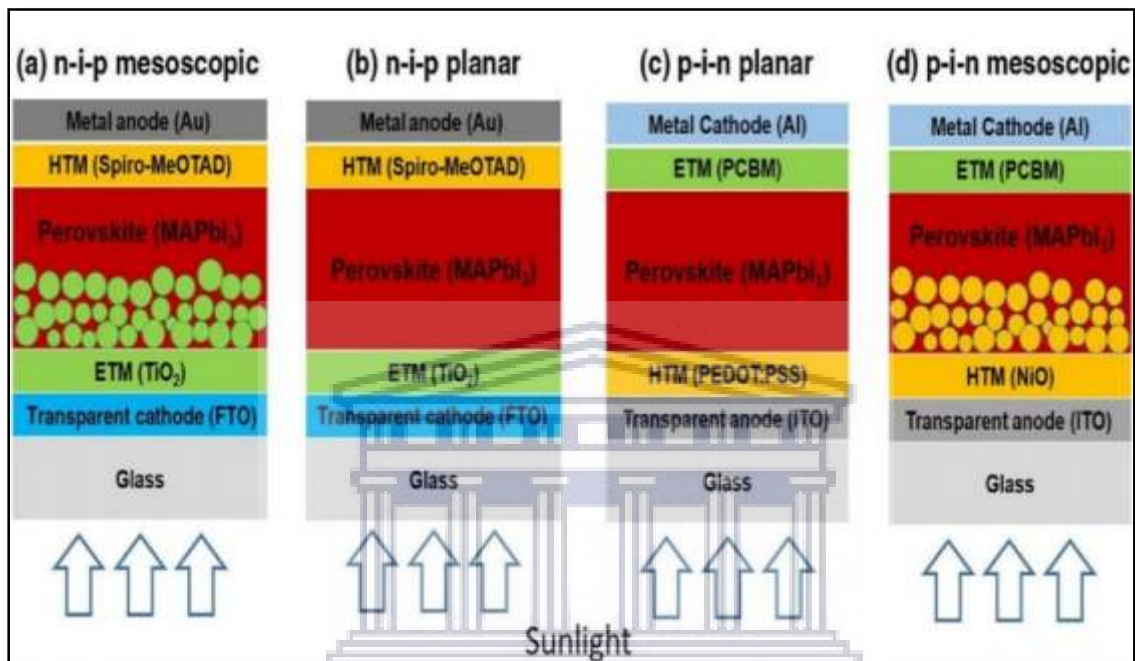 (a) n-i-p mesoscopic
Metal anode (Au)
HTM (Spiro-MeOTAD)
Perovskite (MAPbi₃)
ETM (TiO₂)
Transparent cathode (FTO)
Glass
(b) n-i-p planar
Metal anode (Au)
HTM (Spiro-MeOTAD)
Perovskite (MAPbi₃)
ETM (TiO₂)
Transparent cathode (FTO)
Glass
(c) p-i-n planar
Metal Cathode (Al)
ETM (PCBM)
Perovskite (MAPbi₃)
HTM (PEDOT:PSS)
Transparent anode (ITO)
Glass
(d) p-i-n mesoscopic
Metal Cathode (Al)
ETM (PCBM)
Perovskite (MAPbi₃)
HTM (NiO)
Transparent anode (ITO)
Glass
Sunlight